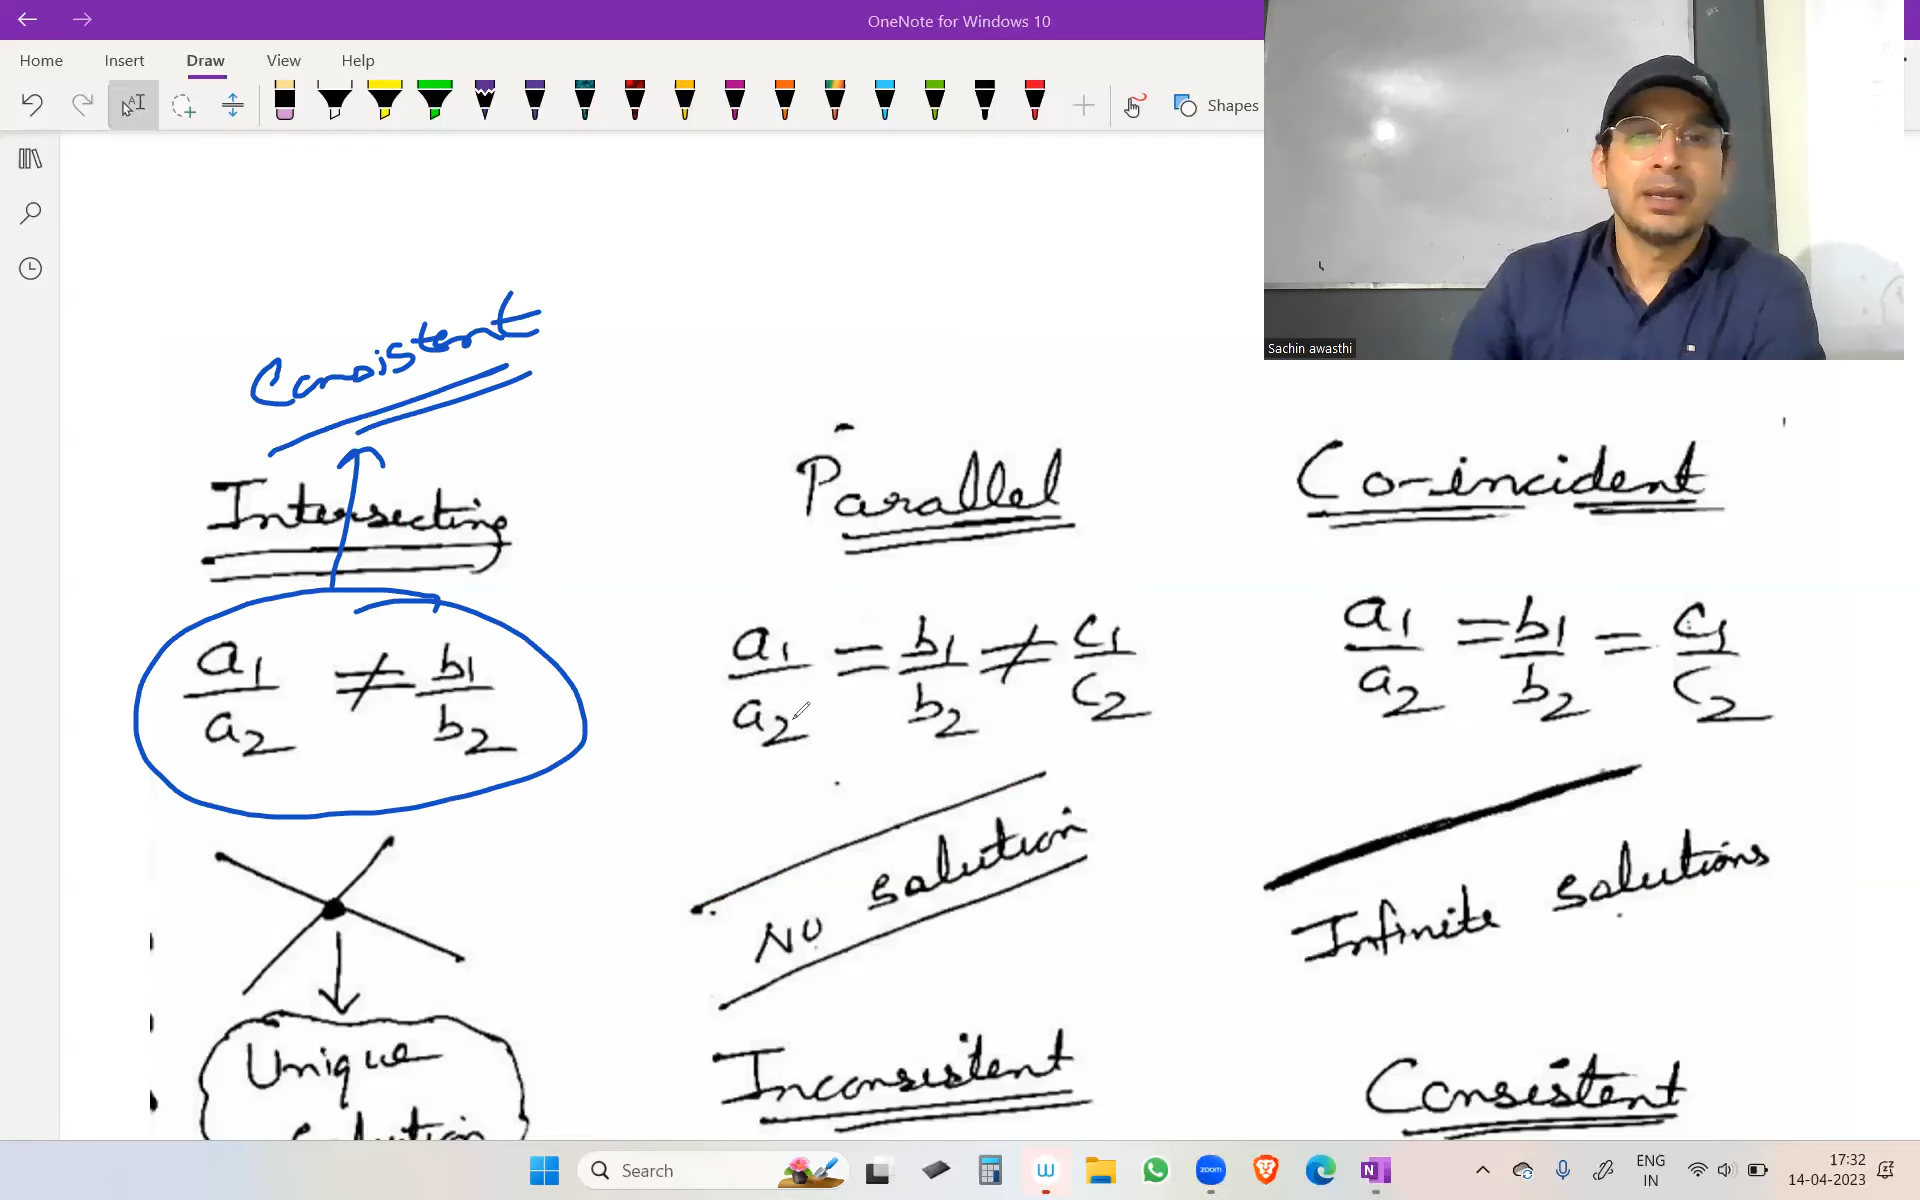 OneNote for Windows 10
Home Insert Draw View Help
Shapes
Sachin awasthi
Consistent
Intersecting
Parallel
Co-incident
a1/a2 ≠ b1/b2
a1/a2 = b1/b2 ≠ c1/c2
a1/a2 = b1/b2 = c1/c2
No solution
Infinite solutions
Unique
Solution
Inconsistent
Consistent
Search
zoom
ENG
IN
17:32
14-04-2023